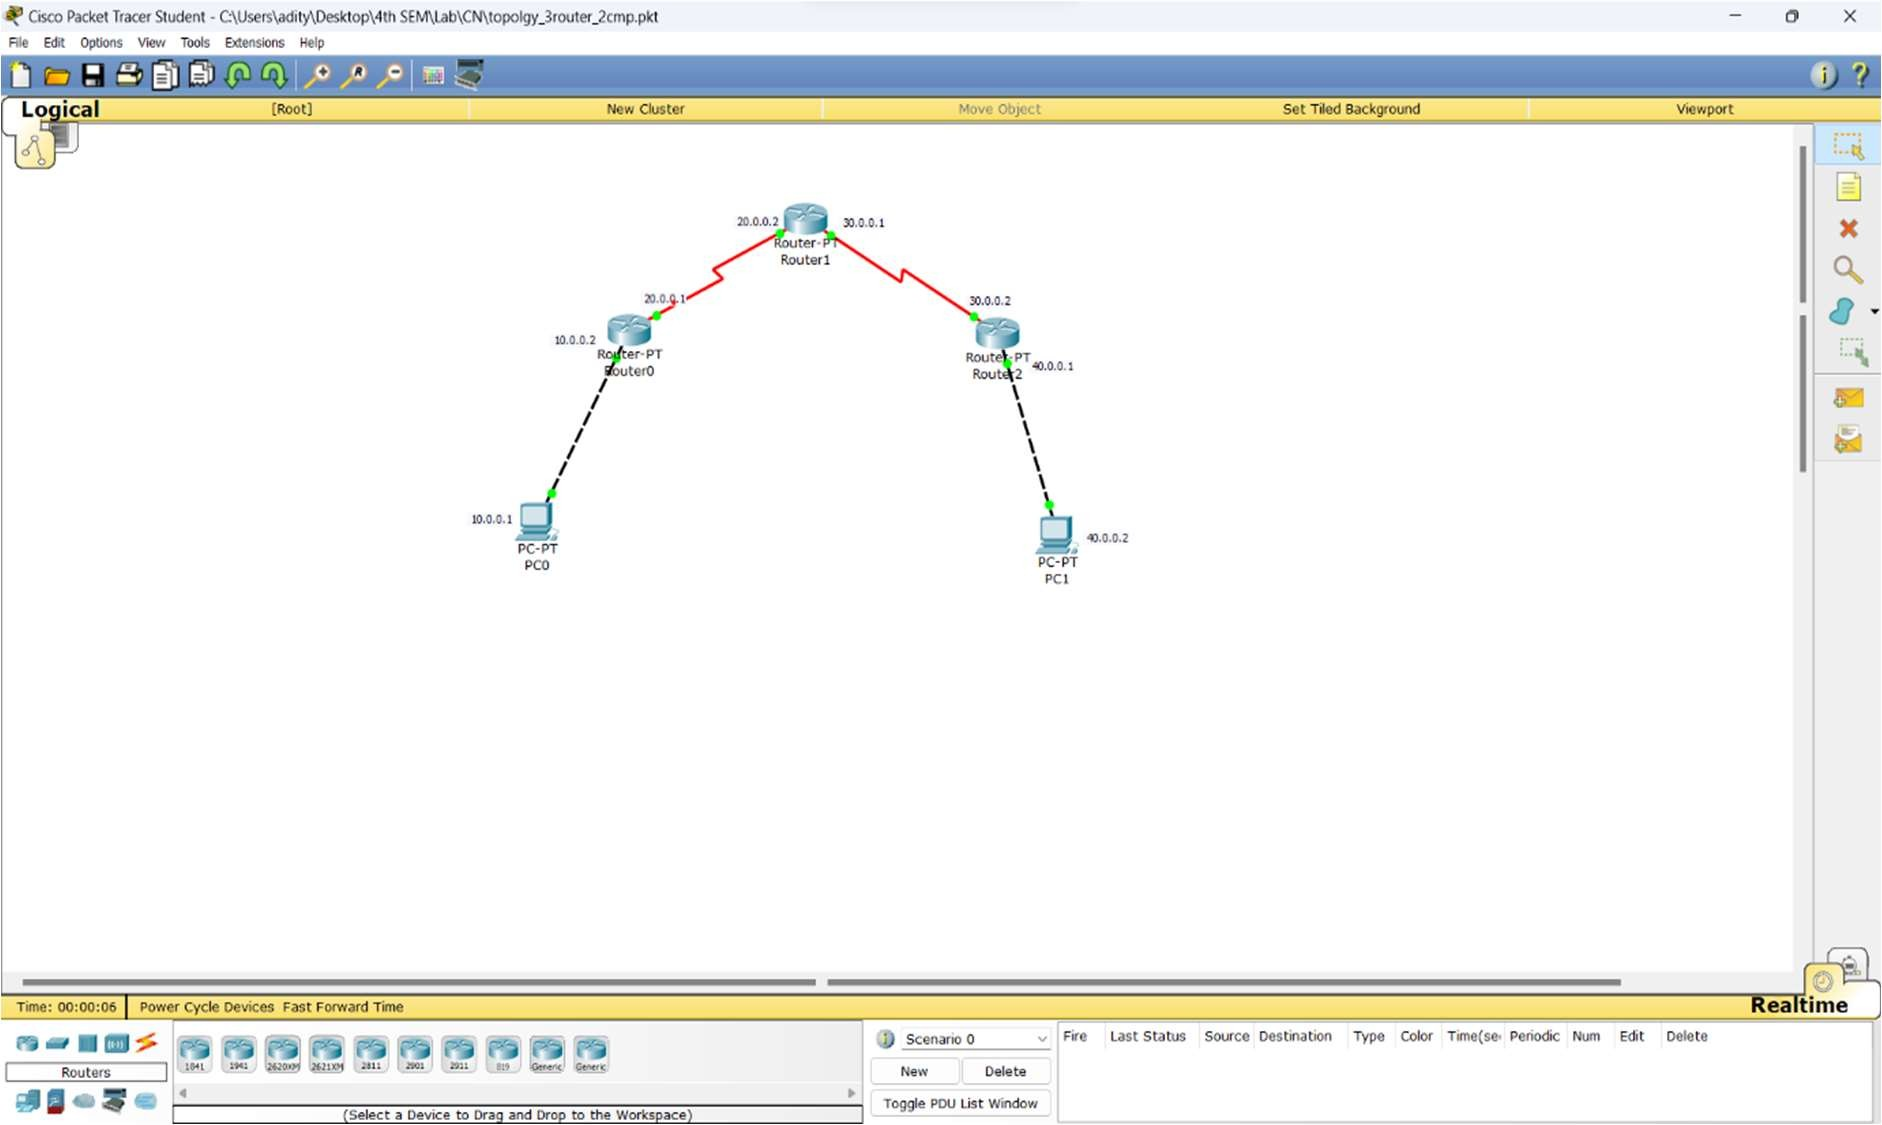 Cisco Packet Tracer Student - C:\Users\adity\Desktop\4th SEM\Lab\CN\topolgy_3router_2cmp.pkt
File Edit Options View Tools Extensions Help
Logical [Root] New Cluster Move Object Set Tiled Background Viewport
20.0.0.2 30.0.0.1
Router-PT
Router1
20.0.0.1 30.0.0.2
10.0.0.2
Router-PT
Router0
Router-PT
Router2
40.0.0.1
10.0.0.1
PC-PT
PC0
40.0.0.2
PC-PT
PC1
Time: 00:00:06 Power Cycle Devices Fast Forward Time Realtime
Routers
1841 1941 2620XM 2621XM 2811 2901 2911 819 Generic Generic
(Select a Device to Drag and Drop to the Workspace)
Scenario 0
New Delete
Toggle PDU List Window
Fire Last Status Source Destination Type Color Time(se Periodic Num Edit Delete